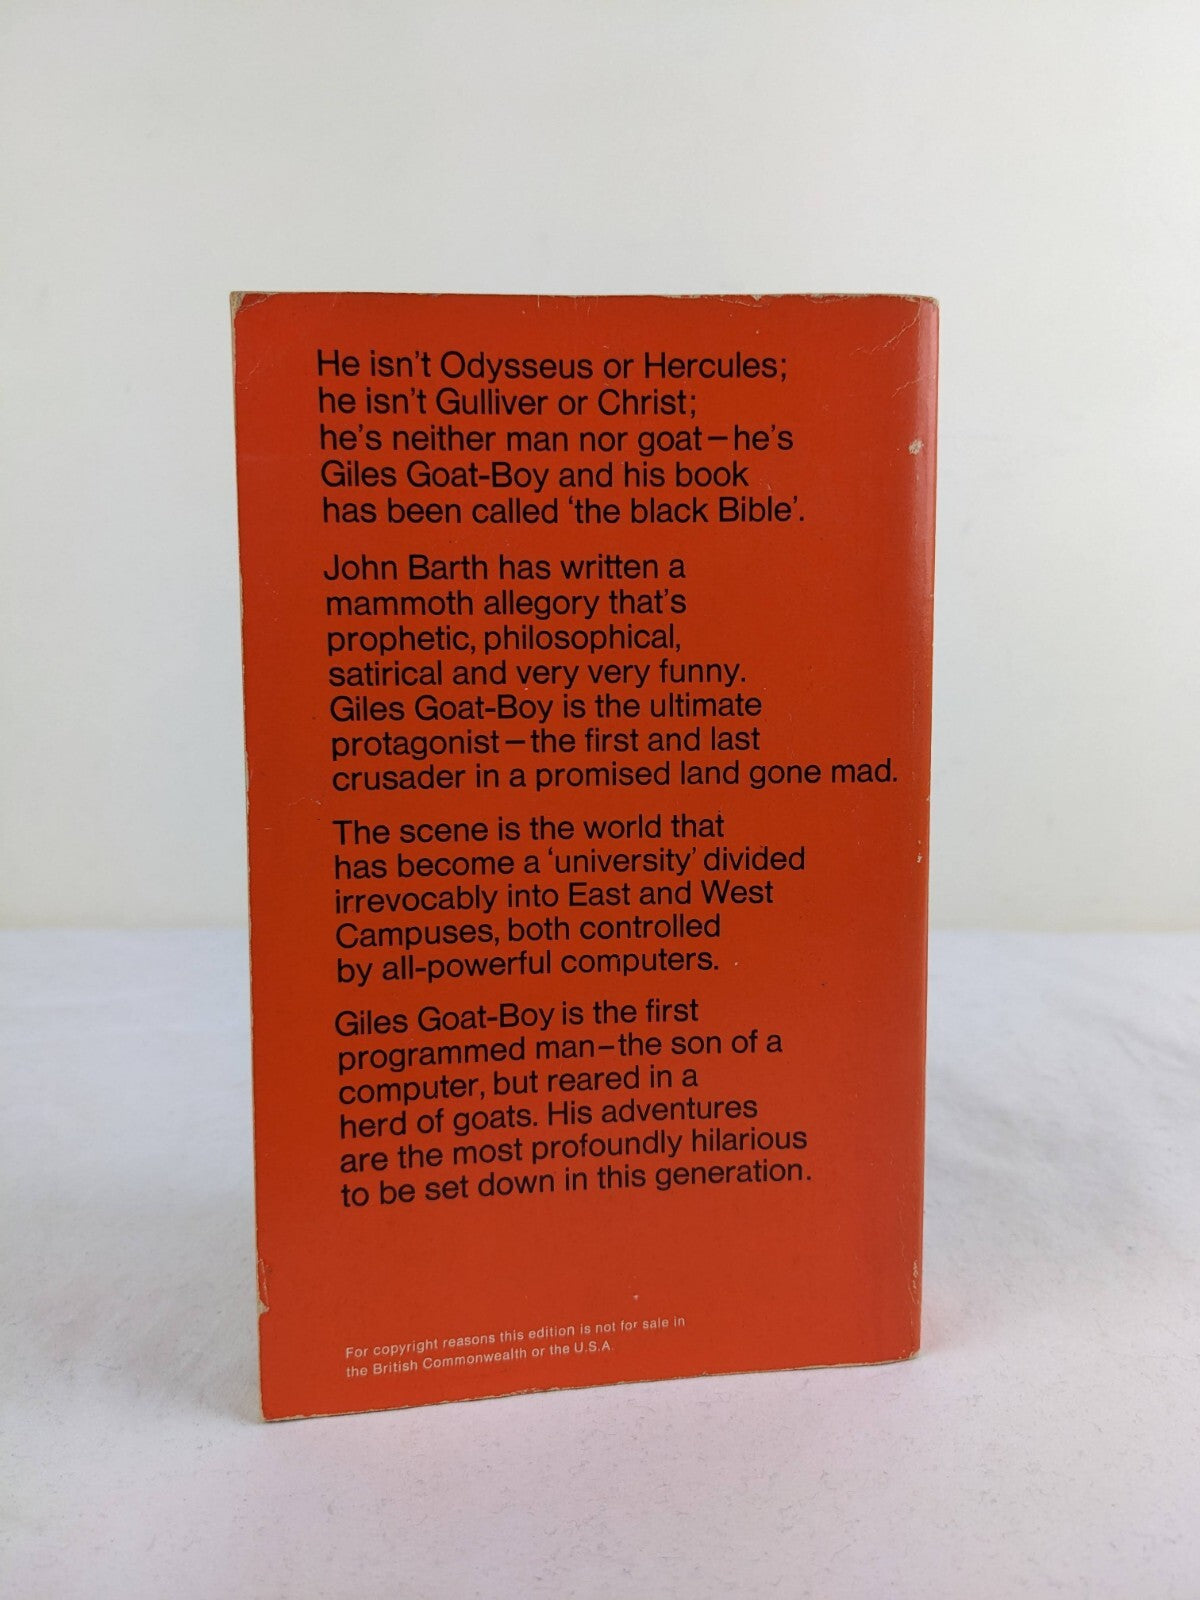 He isn't Odysseus or Hercules;
he isn't Gulliver or Christ;
he's neither man nor goat – he's
Giles Goat-Boy and his book
has been called ‘the black Bible’.
John Barth has written a
mammoth allegory that's
prophetic, philosophical,
satirical and very very funny.
Giles Goat-Boy is the ultimate
protagonist – the first and last
crusader in a promised land gone mad.
The scene is the world that
has become a ‘university’ divided
irrevocably into East and West
Campuses, both controlled
by all-powerful computers.
Giles Goat-Boy is the first
programmed man – the son of a
computer, but reared in a
herd of goats. His adventures
are the most profoundly hilarious
to be set down in this generation.
For copyright reasons this edition is not for sale in
the British Commonwealth or the U.S.A.